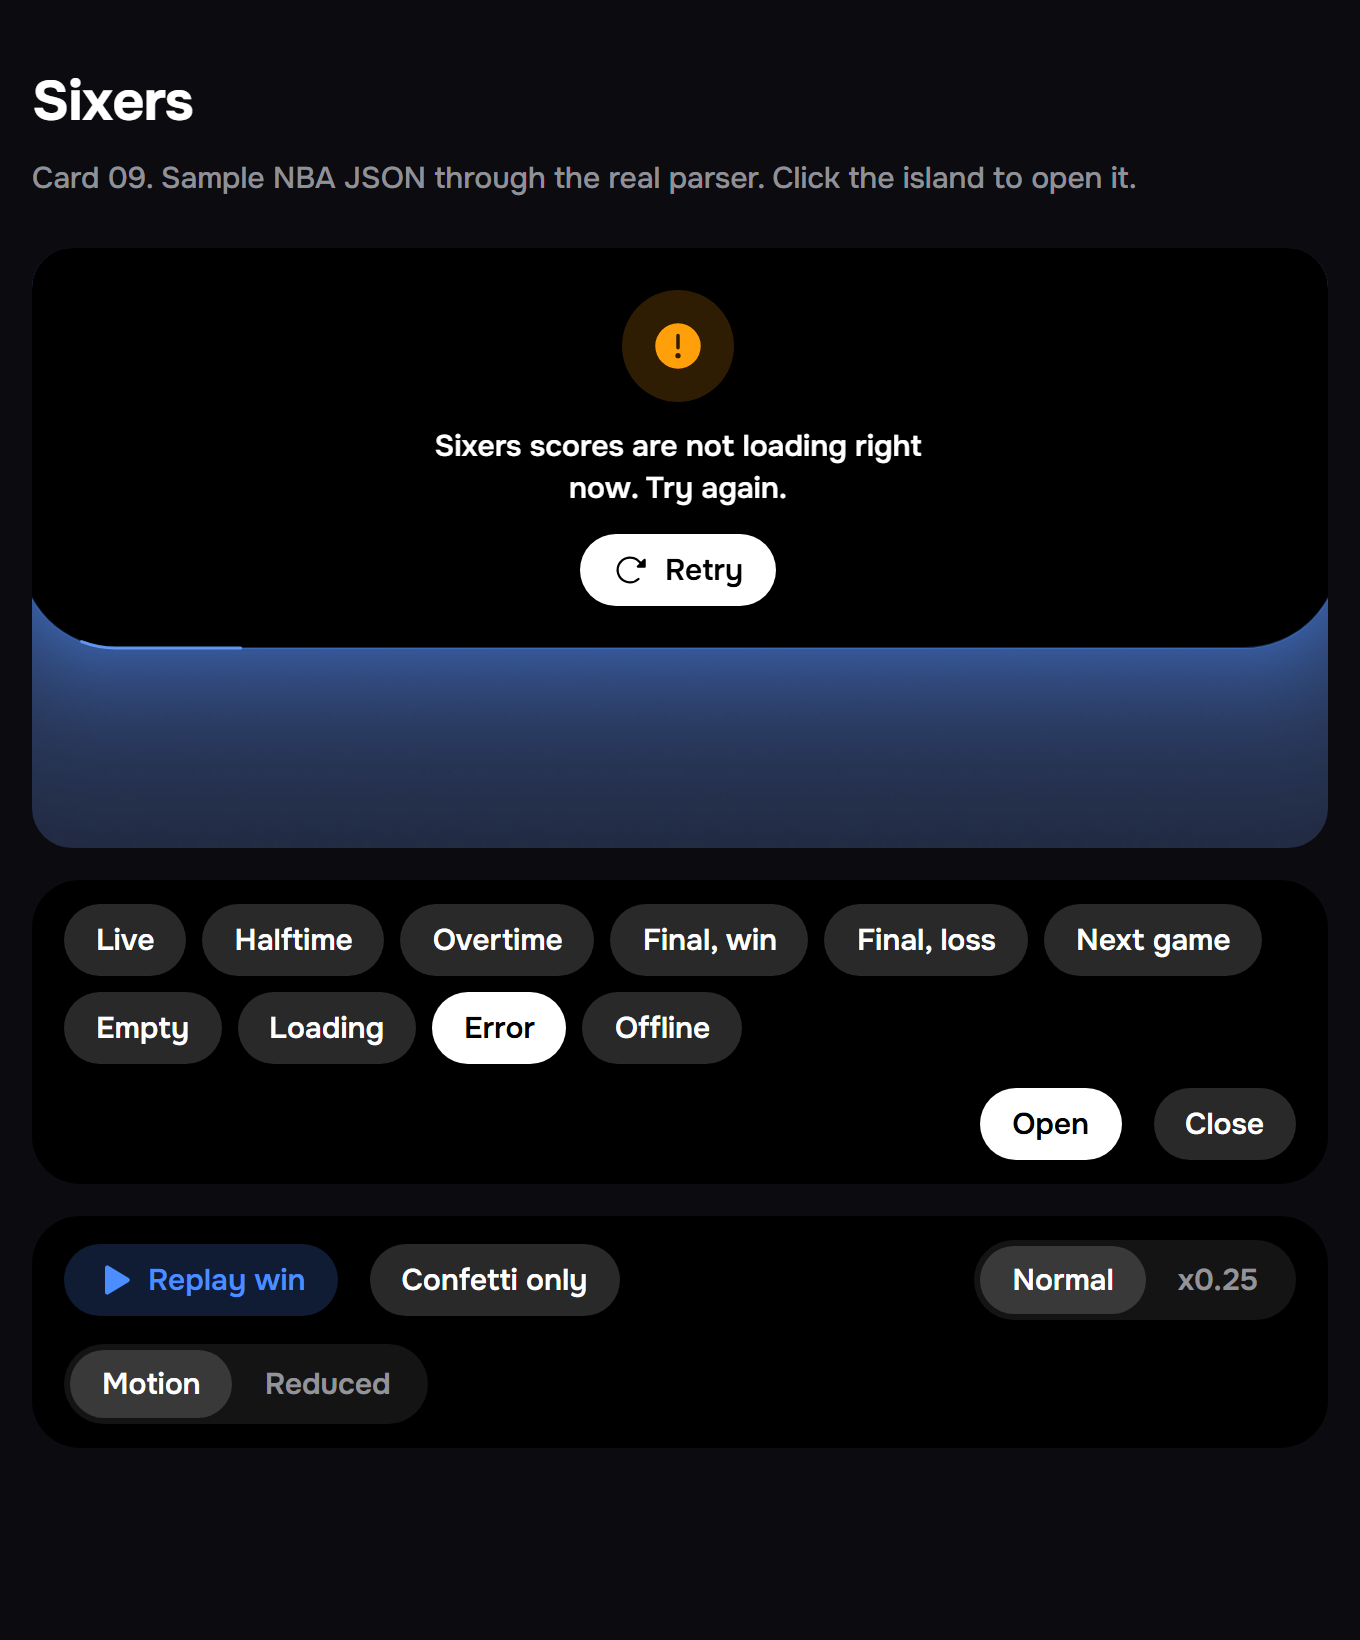 Sixers
Card 09. Sample NBA JSON through the real parser. Click the island to open it.
Sixers scores are not loading right
now. Try again.
Retry
Live
Halftime
Overtime
Final, win
Final, loss
Next game
Empty
Loading
Error
Offline
Open
Close
Replay win
Confetti only
Normal
x0.25
Motion
Reduced